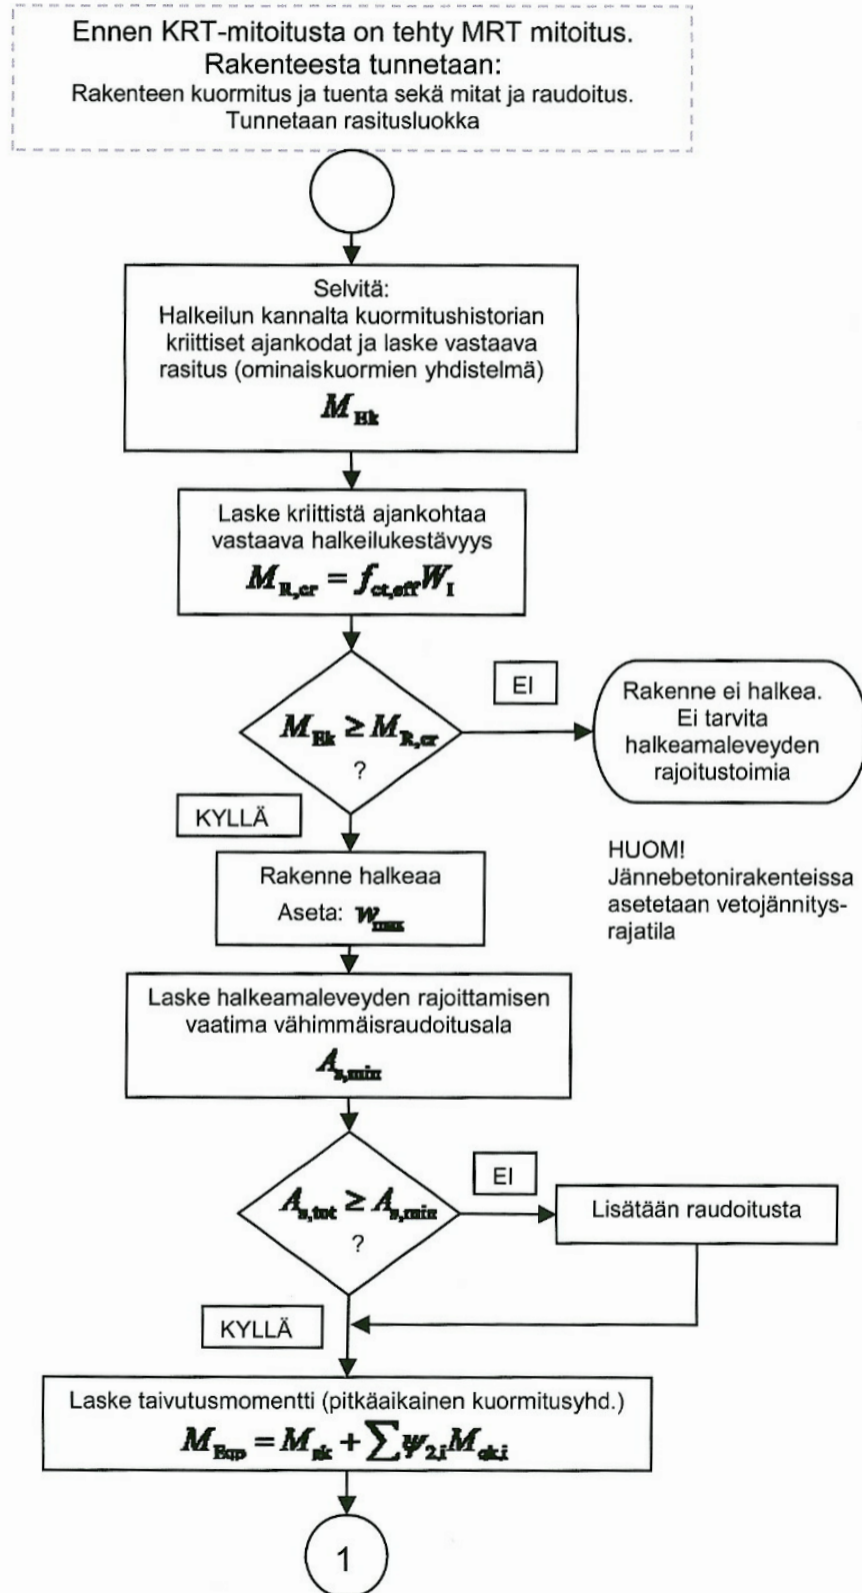 Ennen KRT-mitoitusta on tehty MRT mitoitus.
Rakenteesta tunnetaan:
Rakenteen kuormitus ja tuenta sekä mitat ja raudoitus.
Tunnetaan rasitusluokka
Selvitä:
Halkeilun kannalta kuormitushistorian
kriittiset ajankodat ja laske vastaava
rasitus (ominaiskuormien yhdistelmä)
M_Ek
Laske kriittistä ajankohtaa
vastaava halkeilukestävyys
M_R,cr = f_ct,eff W_I
M_Ek ≥ M_R,cr
?
EI
Rakenne ei halkea.
Ei tarvita
halkeamaleveyden
rajoitustoimia
KYLLÄ
HUOM!
Jännebetonirakenteissa
asetetaan vetojännitys-
rajatila
Rakenne halkeaa
Aseta: w_max
Laske halkeamaleveyden rajoittamisen
vaatima vähimmäisraudoitusala
A_s,min
A_s,tot ≥ A_s,min
?
EI
Lisätään raudoitusta
KYLLÄ
Laske taivutusmomentti (pitkäaikainen kuormitusyhd.)
M_Eqp = M_gk + ∑ψ_2,i M_qk,i
1